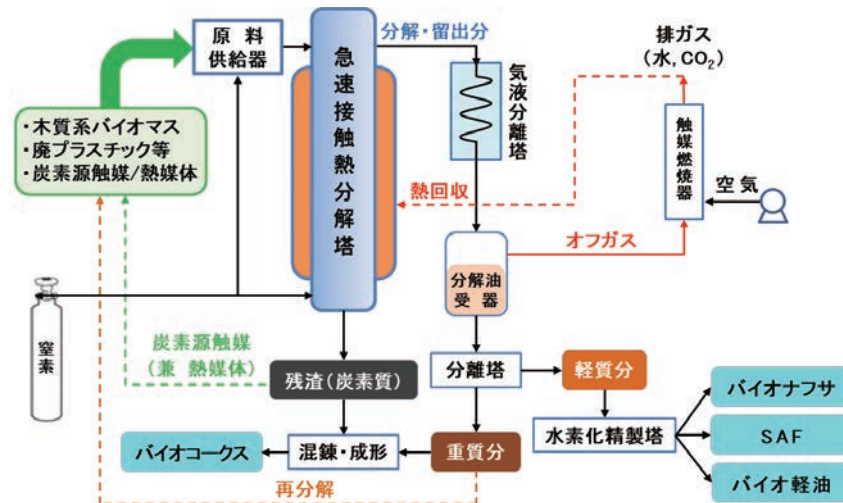 原料
供給器
急速接触熱分解塔
分解・留出分
気液分離塔
排ガス
(水,CO₂)
触媒燃焼器
空気
・木質系バイオマス
・廃プラスチック等
・炭素源触媒/熱媒体
熱回収
オフガス
分解油
受器
窒素
炭素源触媒
(兼 熱媒体)
残渣(炭素質)
分離塔
軽質分
バイオナフサ
水素化精製塔
SAF
バイオコークス
混錬・成形
重質分
バイオ軽油
再分解